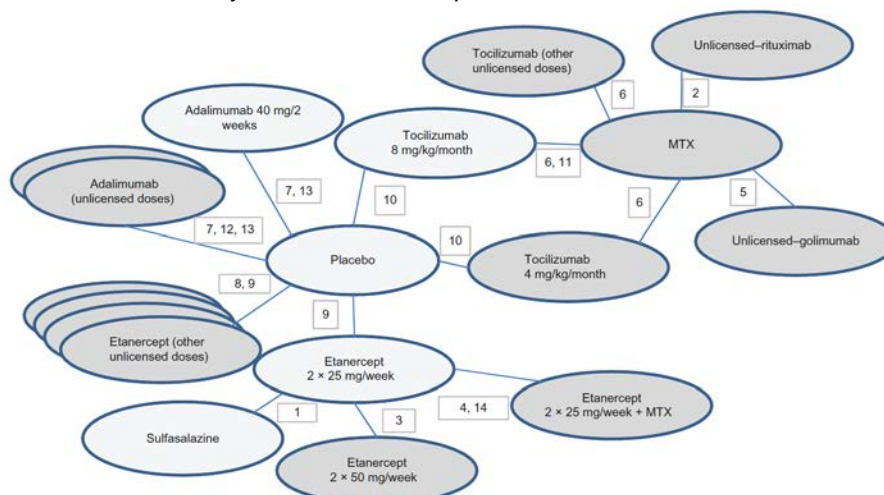 Tocilizumab (other
unlicensed doses)
Unlicensed–rituximab
6
2
Adalimumab 40 mg/2
weeks
Tocilizumab
8 mg/kg/month
MTX
6, 11
Adalimumab
(unlicensed doses)
7, 13
10
6
5
7, 12, 13
10
Unlicensed–golimumab
Placebo
Tocilizumab
4 mg/kg/month
8, 9
9
Etanercept (other
unlicensed doses)
Etanercept
2 × 25 mg/week
4, 14
Etanercept
2 × 25 mg/week + MTX
1
3
Sulfasalazine
Etanercept
2 × 50 mg/week